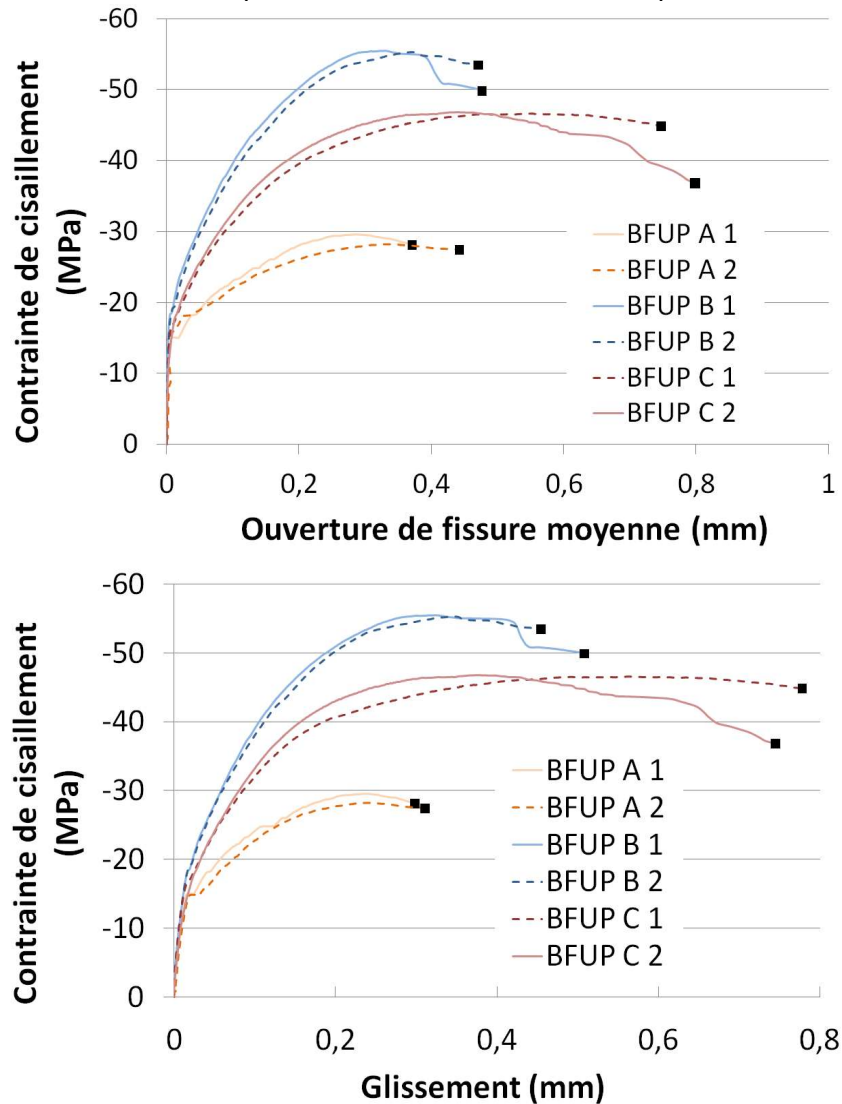 -60
-50
-40
-30
-20
-10
0
Contrainte de cisaillement
(MPa)
BFUP A 1
BFUP A 2
BFUP B 1
BFUP B 2
BFUP C 1
BFUP C 2
0 0,2 0,4 0,6 0,8 1
Ouverture de fissure moyenne (mm)
-60
-50
-40
-30
-20
-10
0
Contrainte de cisaillement
(MPa)
BFUP A 1
BFUP A 2
BFUP B 1
BFUP B 2
BFUP C 1
BFUP C 2
0 0,2 0,4 0,6 0,8
Glissement (mm)